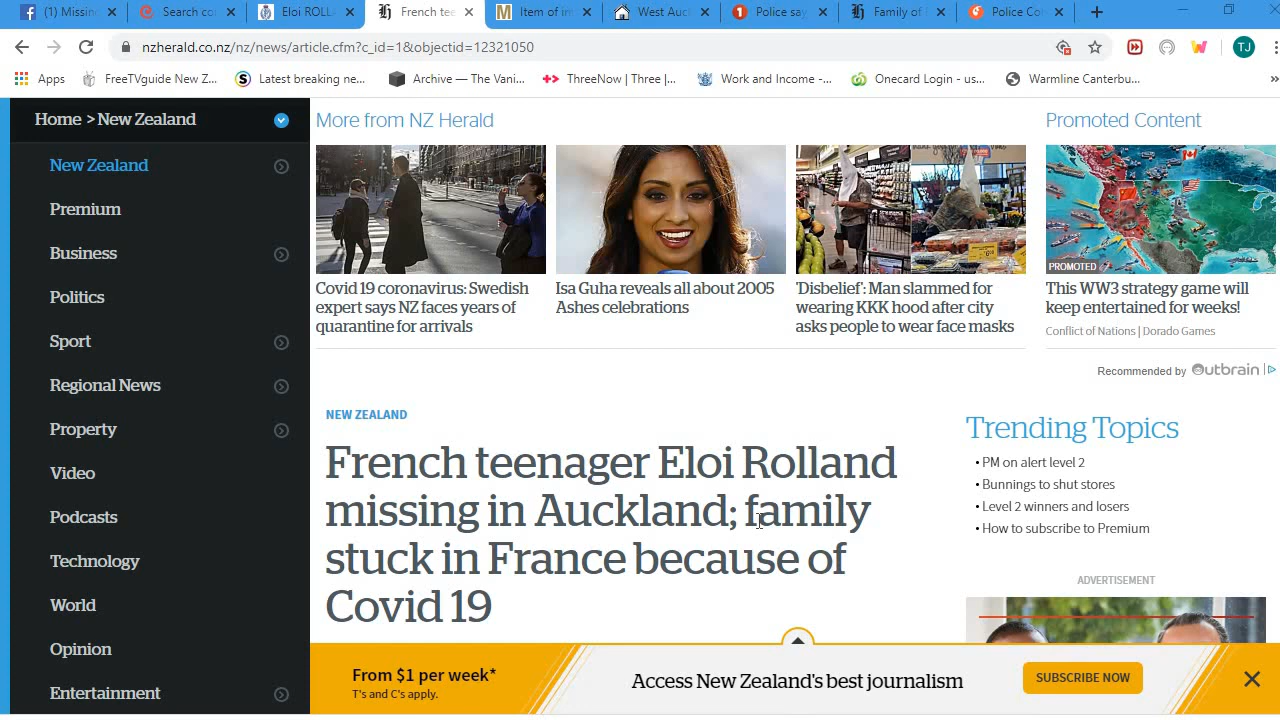 (1) Missin
Search co
Eloi ROLL
French tee
Item of in
West Auc
Police say
Family of
Police Co
nzherald.co.nz/nz/news/article.cfm?c_id=1&objectid=12321050
TJ
Apps
FreeTVguide New Z...
Latest breaking ne...
Archive — The Vani...
ThreeNow | Three |...
Work and Income -...
Onecard Login - us...
Warmline Canterbu...
»
Home > New Zealand
New Zealand
Premium
Business
Politics
Sport
Regional News
Property
Video
Podcasts
Technology
World
Opinion
Entertainment
More from NZ Herald
Covid 19 coronavirus: Swedish
expert says NZ faces years of
quarantine for arrivals
Isa Guha reveals all about 2005
Ashes celebrations
'Disbelief': Man slammed for
wearing KKK hood after city
asks people to wear face masks
Promoted Content
PROMOTED
This WW3 strategy game will
keep entertained for weeks!
Conflict of Nations | Dorado Games
Recommended by Outbrain
NEW ZEALAND
French teenager Eloi Rolland
missing in Auckland; family
stuck in France because of
Covid 19
Trending Topics
• PM on alert level 2
• Bunnings to shut stores
• Level 2 winners and losers
• How to subscribe to Premium
ADVERTISEMENT
From $1 per week*
T's and C's apply.
Access New Zealand's best journalism
SUBSCRIBE NOW